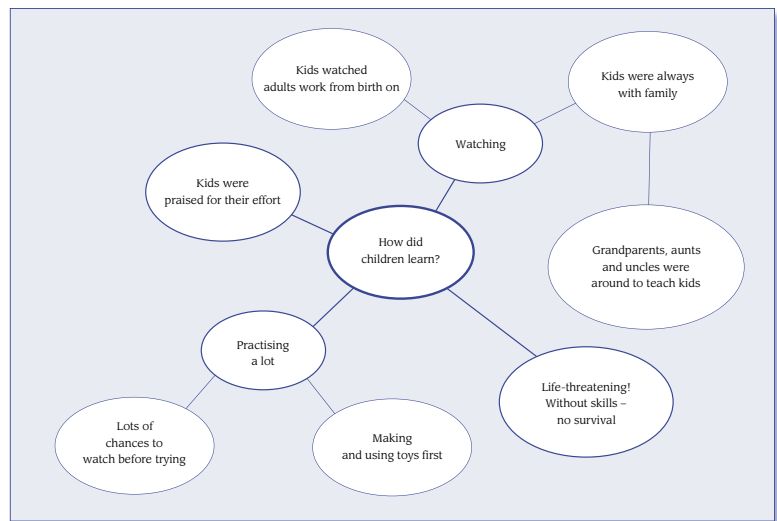 Kids watched
adults work from birth on
Kids were always
with family
Watching
Kids were
praised for their effort
How did
children learn?
Grandparents, aunts
and uncles were
around to teach kids
Practising
a lot
Life-threatening!
Without skills –
no survival
Lots of
chances to
watch before trying
Making
and using toys first